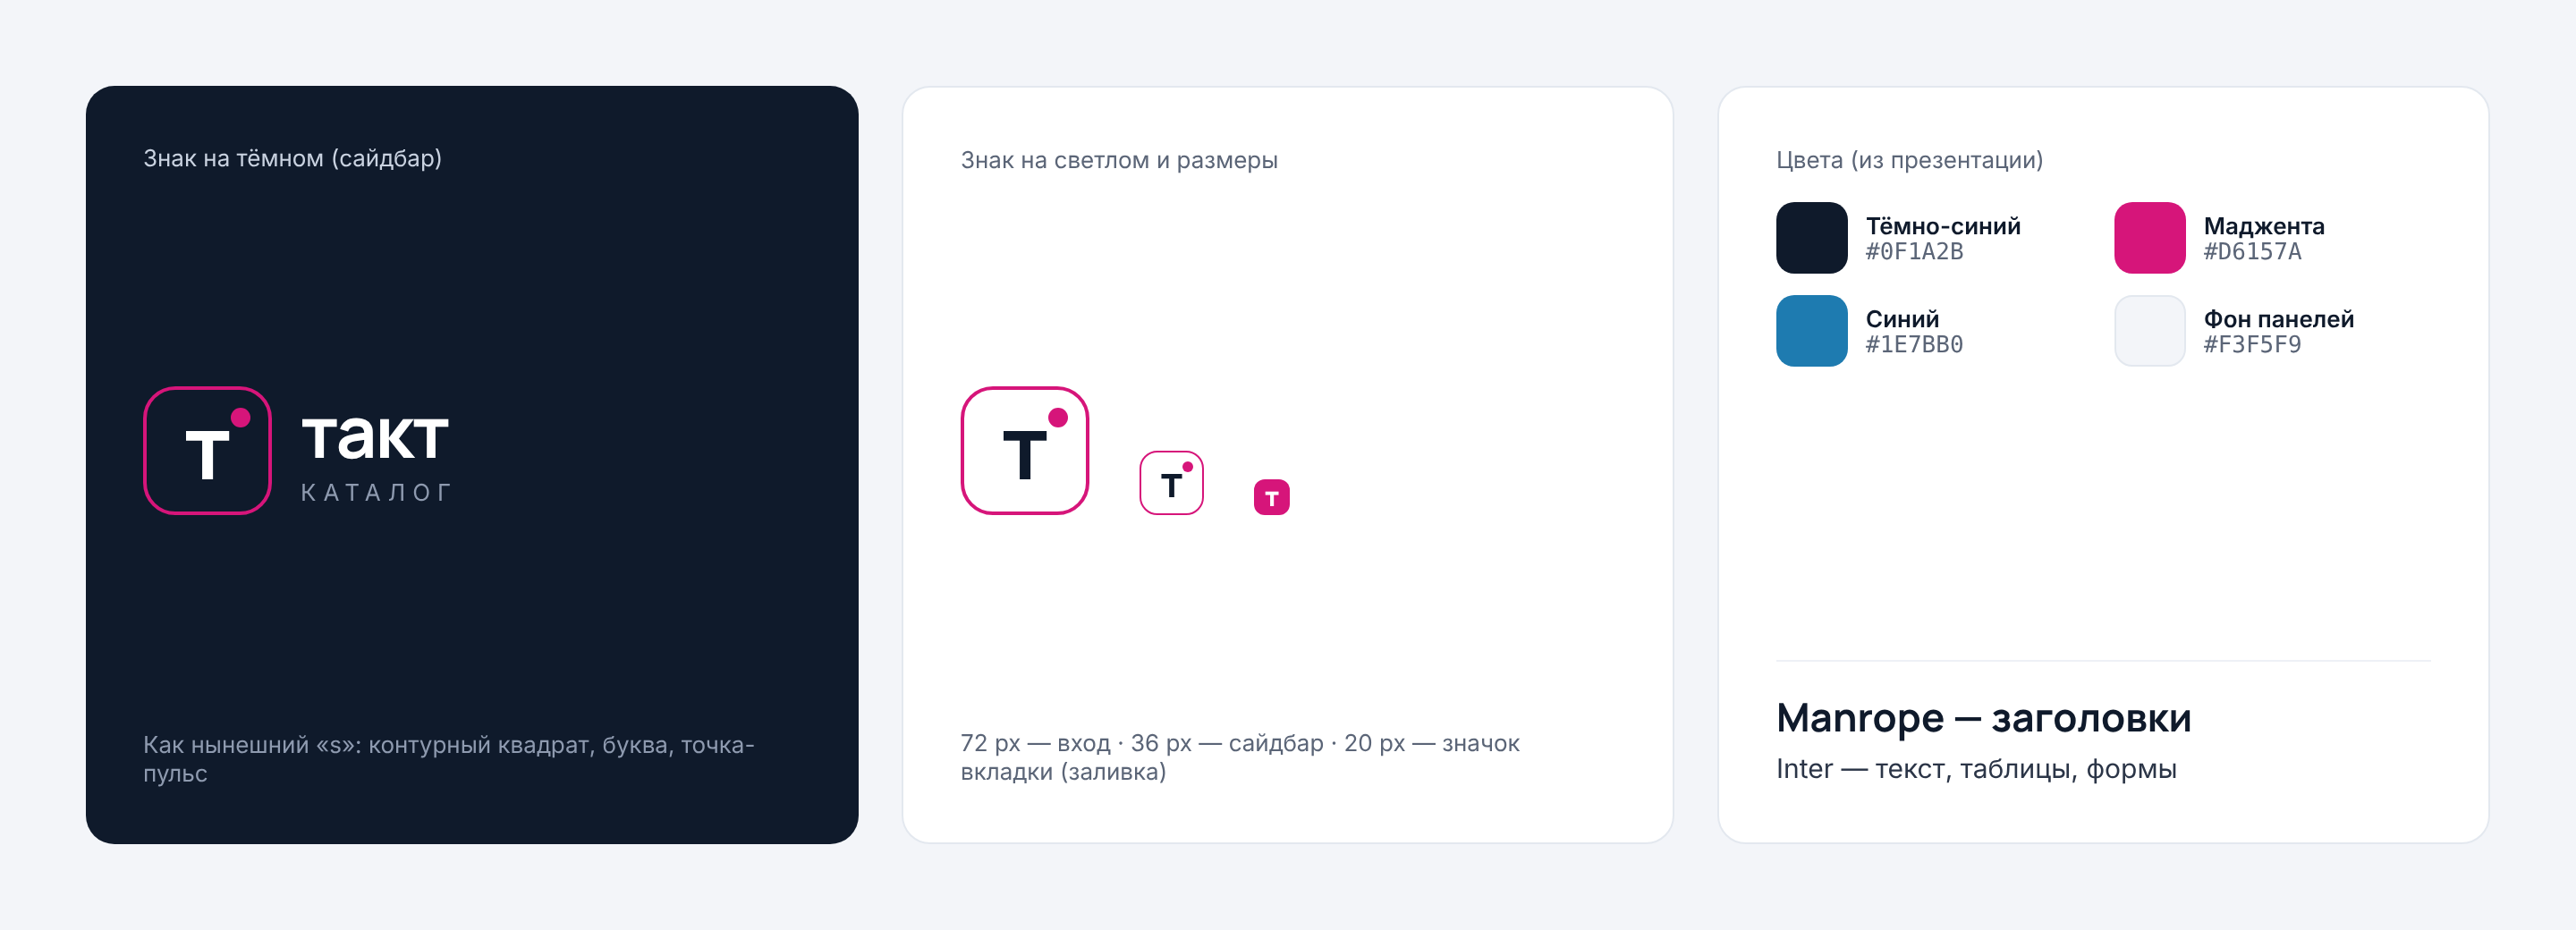 Знак на тёмном (сайдбар)
т
такт
КАТАЛОГ
Как нынешний «s»: контурный квадрат, буква, точка-
пульс
Знак на светлом и размеры
т
т
т
72 px — вход · 36 px — сайдбар · 20 px — значок
вкладки (заливка)
Цвета (из презентации)
Тёмно-синий
#0F1A2B
Маджента
#D6157A
Синий
#1E7BB0
Фон панелей
#F3F5F9
Manrope — заголовки
Inter — текст, таблицы, формы